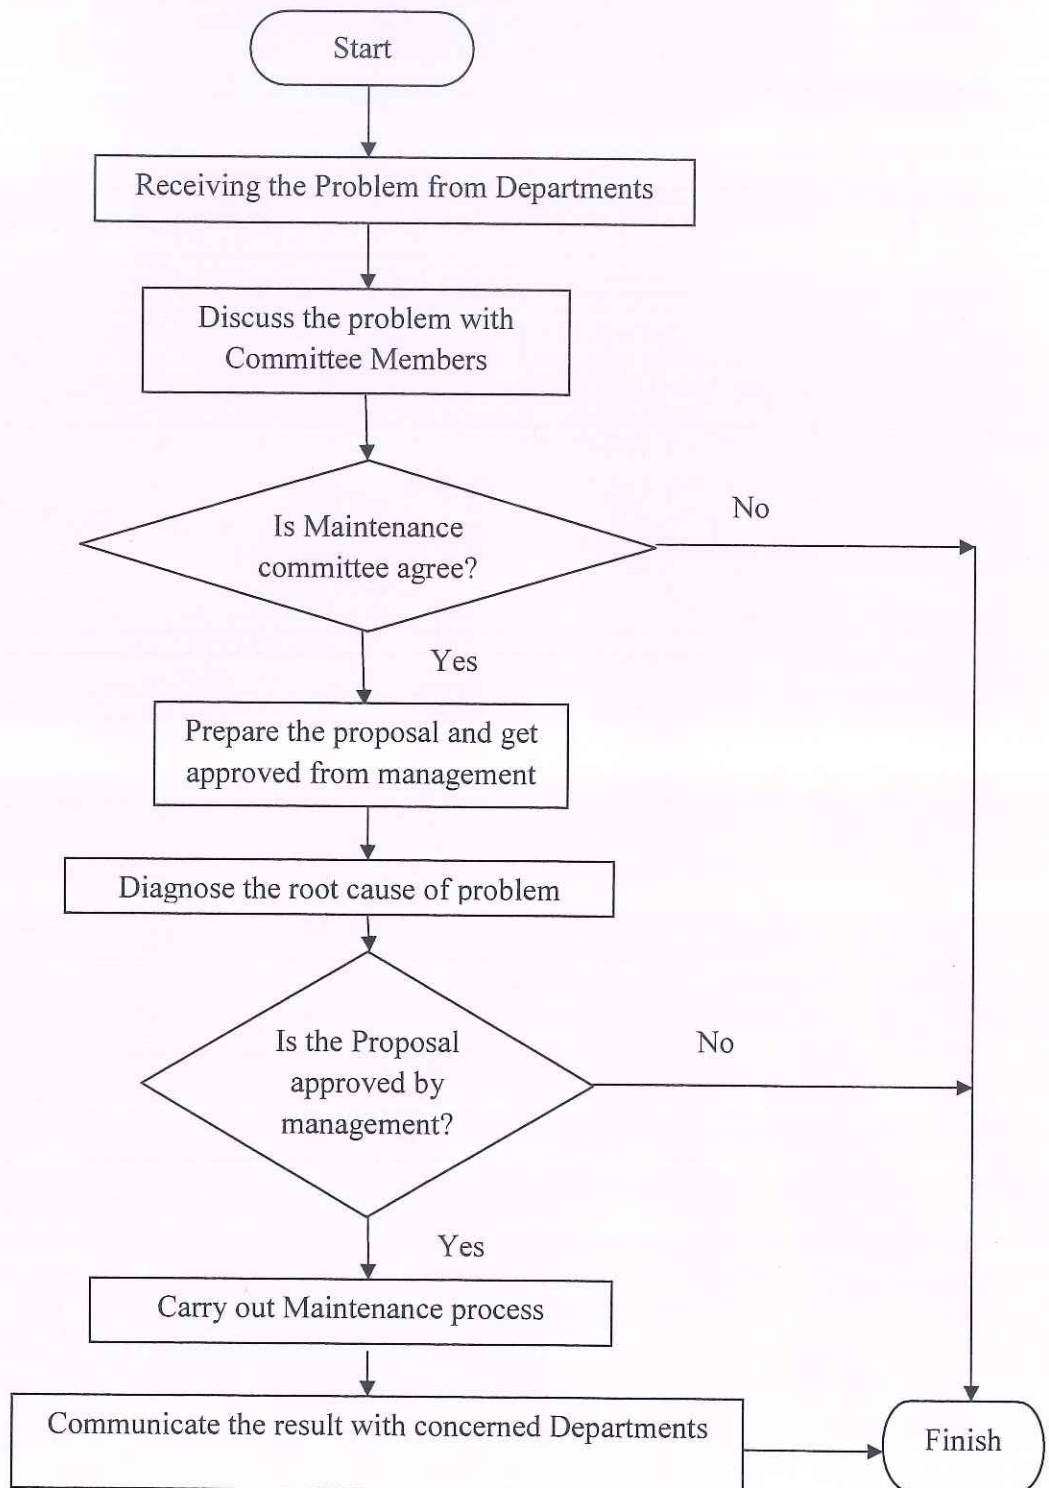 Start
Receiving the Problem from Departments
Discuss the problem with
Committee Members
Is Maintenance
committee agree?
No
Yes
Prepare the proposal and get
approved from management
Diagnose the root cause of problem
Is the Proposal
approved by
management?
No
Yes
Carry out Maintenance process
Communicate the result with concerned Departments
Finish